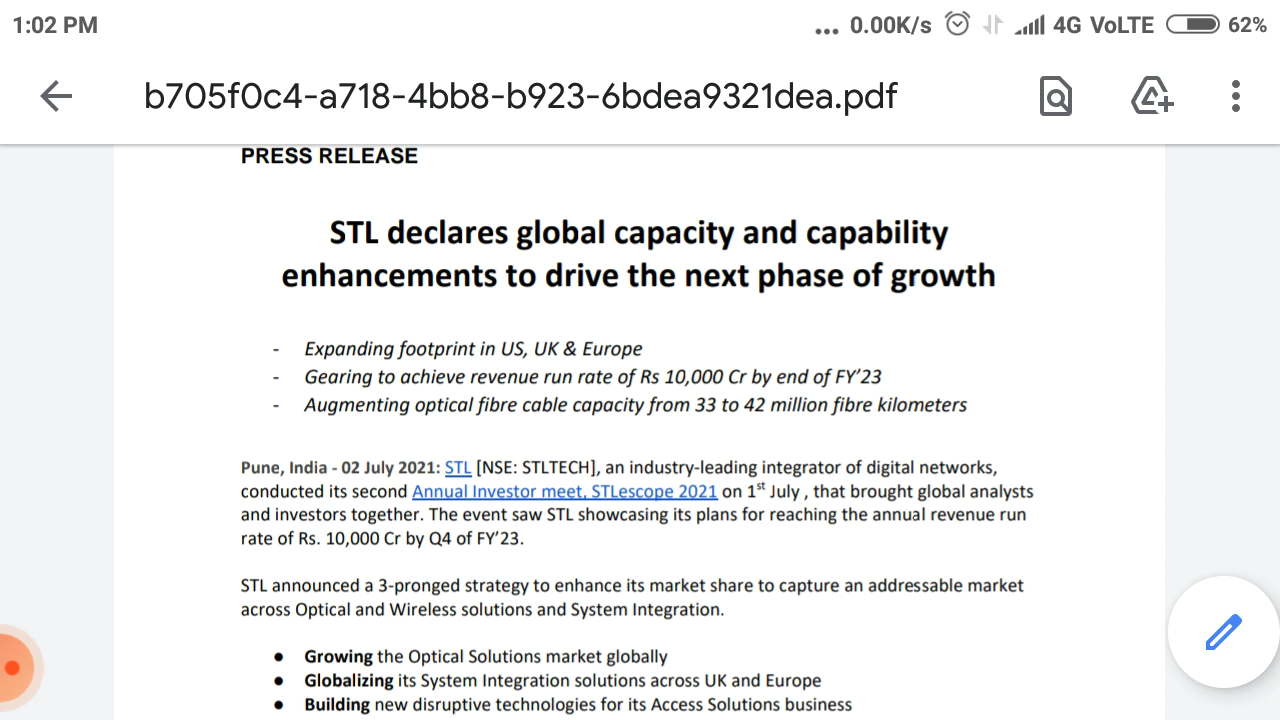 1:02 PM
... 0.00K/s 4G VoLTE 62%
b705f0c4-a718-4bb8-b923-6bdea9321dea.pdf
PRESS RELEASE
STL declares global capacity and capability
enhancements to drive the next phase of growth
- Expanding footprint in US, UK & Europe
- Gearing to achieve revenue run rate of Rs 10,000 Cr by end of FY'23
- Augmenting optical fibre cable capacity from 33 to 42 million fibre kilometers
Pune, India - 02 July 2021: STL [NSE: STLTECH], an industry-leading integrator of digital networks,
conducted its second Annual Investor meet, STLescope 2021 on 1st July , that brought global analysts
and investors together. The event saw STL showcasing its plans for reaching the annual revenue run
rate of Rs. 10,000 Cr by Q4 of FY'23.
STL announced a 3-pronged strategy to enhance its market share to capture an addressable market
across Optical and Wireless solutions and System Integration.
● Growing the Optical Solutions market globally
● Globalizing its System Integration solutions across UK and Europe
● Building new disruptive technologies for its Access Solutions business